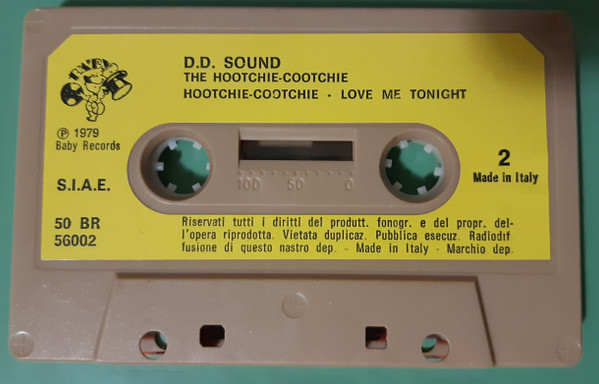 BABY
D.D. SOUND
THE HOOTCHIE-COOTCHIE
HOOTCHIE-COOTCHIE - LOVE ME TONIGHT
℗ 1979
Baby Records
S.I.A.E.
50 BR
56002
100 50 0
2
Made in Italy
Riservati tutti i diritti del produtt. fonogr. e del propr. del-
l'opera riprodotta. Vietata duplicaz. Pubblica esecuz. Radiodif
fusione di questo nastro dep. - Made in Italy - Marchio dep.